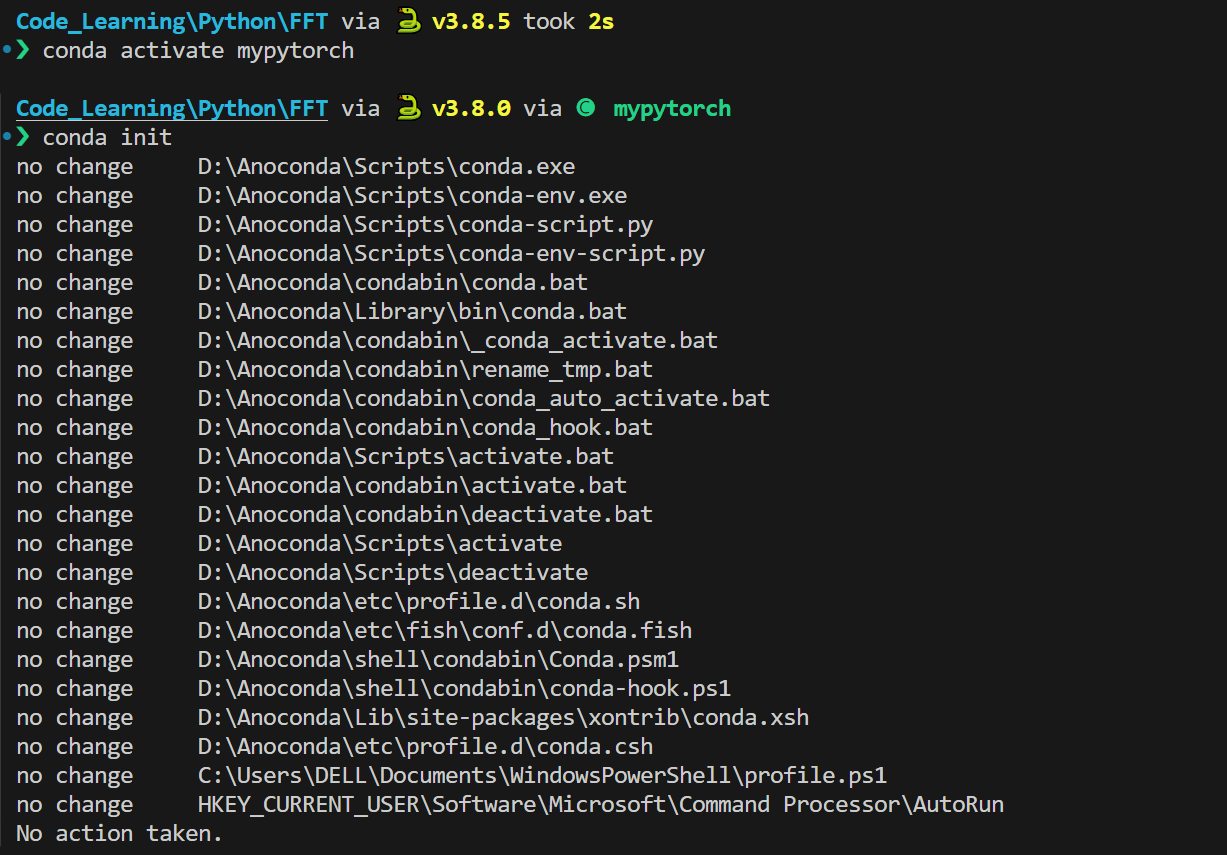 Code_Learning\Python\FFT via 🐍 v3.8.5 took 2s
❯ conda activate mypytorch
Code_Learning\Python\FFT via 🐍 v3.8.0 via 🅒 mypytorch
❯ conda init
no change     D:\Anoconda\Scripts\conda.exe
no change     D:\Anoconda\Scripts\conda-env.exe
no change     D:\Anoconda\Scripts\conda-script.py
no change     D:\Anoconda\Scripts\conda-env-script.py
no change     D:\Anoconda\condabin\conda.bat
no change     D:\Anoconda\Library\bin\conda.bat
no change     D:\Anoconda\condabin\_conda_activate.bat
no change     D:\Anoconda\condabin\rename_tmp.bat
no change     D:\Anoconda\condabin\conda_auto_activate.bat
no change     D:\Anoconda\condabin\conda_hook.bat
no change     D:\Anoconda\Scripts\activate.bat
no change     D:\Anoconda\condabin\activate.bat
no change     D:\Anoconda\condabin\deactivate.bat
no change     D:\Anoconda\Scripts\activate
no change     D:\Anoconda\Scripts\deactivate
no change     D:\Anoconda\etc\profile.d\conda.sh
no change     D:\Anoconda\etc\fish\conf.d\conda.fish
no change     D:\Anoconda\shell\condabin\Conda.psm1
no change     D:\Anoconda\shell\condabin\conda-hook.ps1
no change     D:\Anoconda\Lib\site-packages\xontrib\conda.xsh
no change     D:\Anoconda\etc\profile.d\conda.csh
no change     C:\Users\DELL\Documents\WindowsPowerShell\profile.ps1
no change     HKEY_CURRENT_USER\Software\Microsoft\Command Processor\AutoRun
No action taken.